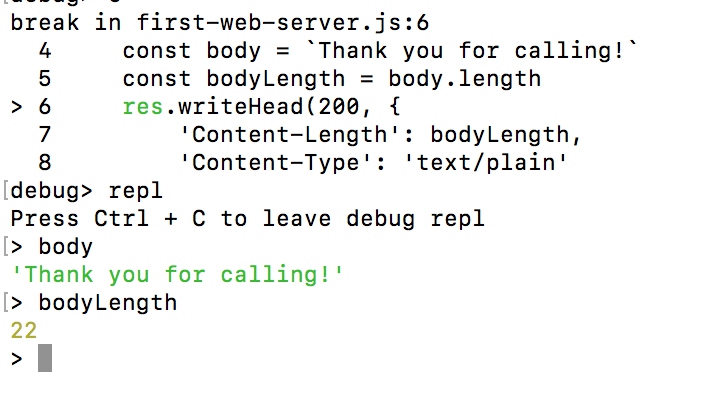 break in first-web-server.js:6
  4     const body = `Thank you for calling!`
  5     const bodyLength = body.length
> 6     res.writeHead(200, {
  7         'Content-Length': bodyLength,
  8         'Content-Type': 'text/plain'
[debug> repl
Press Ctrl + C to leave debug repl
[> body
'Thank you for calling!'
[> bodyLength
22
>